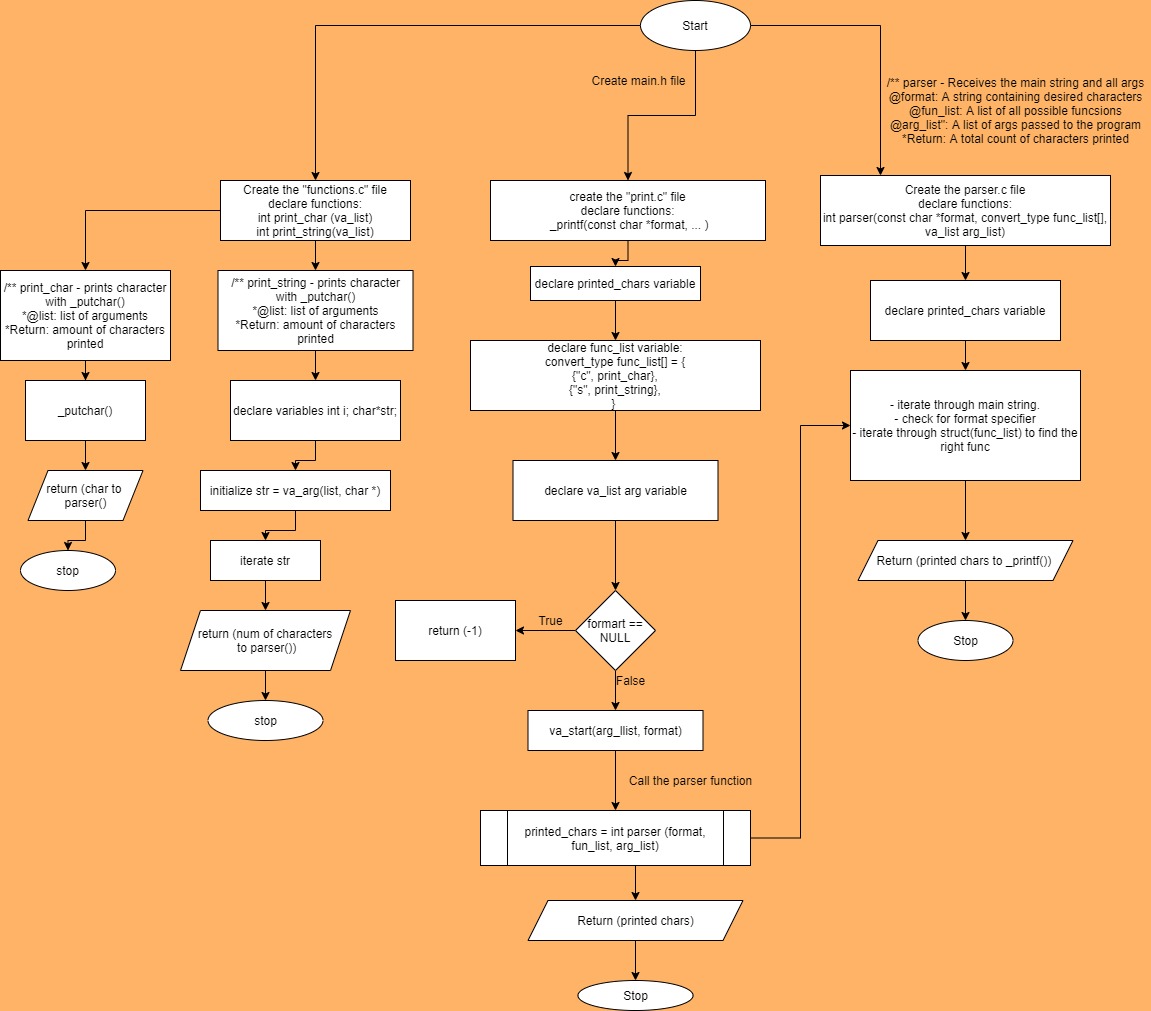 Start
Create main.h file
/** parser - Receives the main string and all args
@format: A string containing desired characters
@fun_list: A list of all possible funcsions
@arg_list": A list of args passed to the program
*Return: A total count of characters printed
Create the "functions.c" file
declare functions:
int print_char (va_list)
int print_string(va_list)
create the "print.c" file
declare functions:
_printf(const char *format, ... )
Create the parser.c file
declare functions:
int parser(const char *format, convert_type func_list[],
va_list arg_list)
/** print_char - prints character
with _putchar()
*@list: list of arguments
*Return: amount of characters
printed
_putchar()
return (char to
parser()
stop
/** print_string - prints character
with _putchar()
*@list: list of arguments
*Return: amount of characters
printed
declare variables int i; char*str;
initialize str = va_arg(list, char *)
iterate str
return (num of characters
to parser())
stop
declare printed_chars variable
declare func_list variable:
convert_type func_list[] = {
{"c", print_char},
{"s", print_string},
}
declare va_list arg variable
formart ==
NULL
True
return (-1)
False
va_start(arg_llist, format)
Call the parser function
printed_chars = int parser (format,
fun_list, arg_list)
Return (printed chars)
Stop
declare printed_chars variable
- iterate through main string.
- check for format specifier
- iterate through struct(func_list) to find the
right func
Return (printed chars to _printf())
Stop